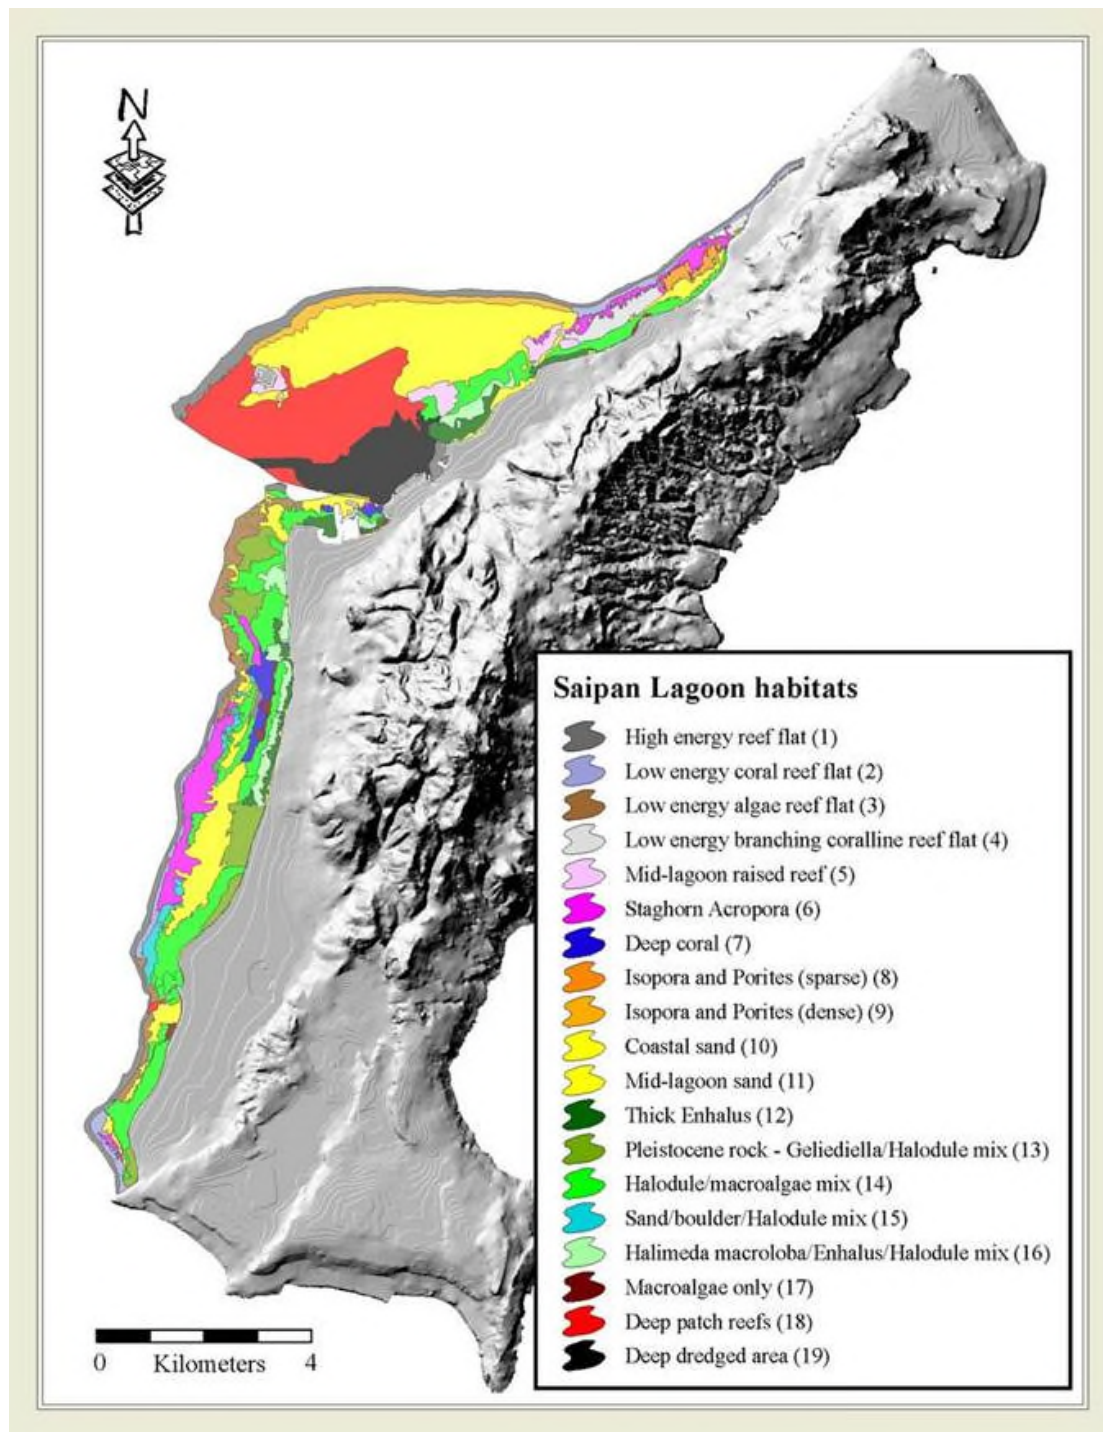 N
Saipan Lagoon habitats
High energy reef flat (1)
Low energy coral reef flat (2)
Low energy algae reef flat (3)
Low energy branching coralline reef flat (4)
Mid-lagoon raised reef (5)
Staghorn Acropora (6)
Deep coral (7)
Isopora and Porites (sparse) (8)
Isopora and Porites (dense) (9)
Coastal sand (10)
Mid-lagoon sand (11)
Thick Enhalus (12)
Pleistocene rock - Geliediella/Halodule mix (13)
Halodule/macroalgae mix (14)
Sand/boulder/Halodule mix (15)
Halimeda macroloba/Enhalus/Halodule mix (16)
Macroalgae only (17)
Deep patch reefs (18)
Deep dredged area (19)
0 Kilometers 4